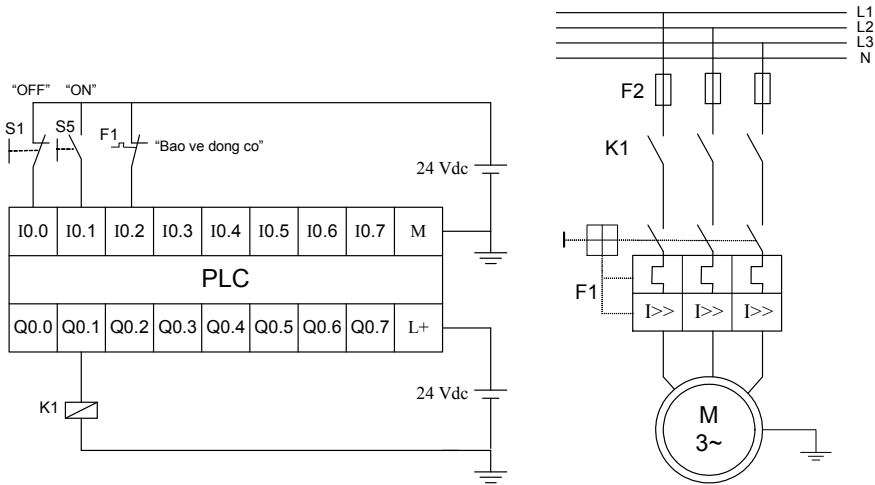 L1
L2
L3
N
“OFF” “ON”
S1
S5
F1
“Bao ve dong co”
24 Vdc
I0.0 I0.1 I0.2 I0.3 I0.4 I0.5 I0.6 I0.7 M
PLC
Q0.0 Q0.1 Q0.2 Q0.3 Q0.4 Q0.5 Q0.6 Q0.7 L+
24 Vdc
K1
F2
K1
F1
I>> I>> I>>
M
3~